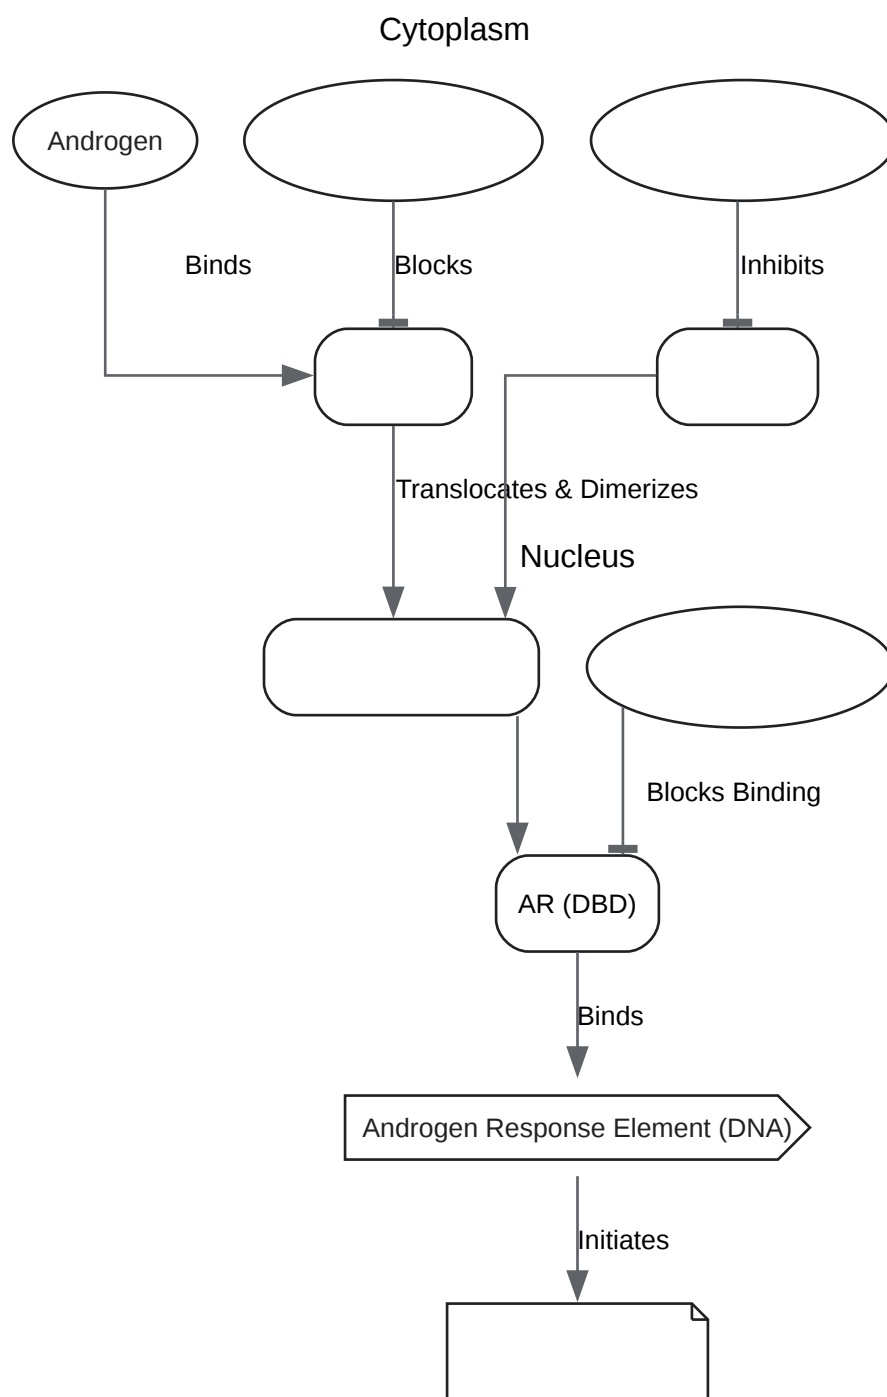 Cytoplasm
Androgen
Binds
Blocks
Inhibits
Translocates & Dimerizes
Nucleus
Blocks Binding
AR (DBD)
Binds
Androgen Response Element (DNA)
Initiates